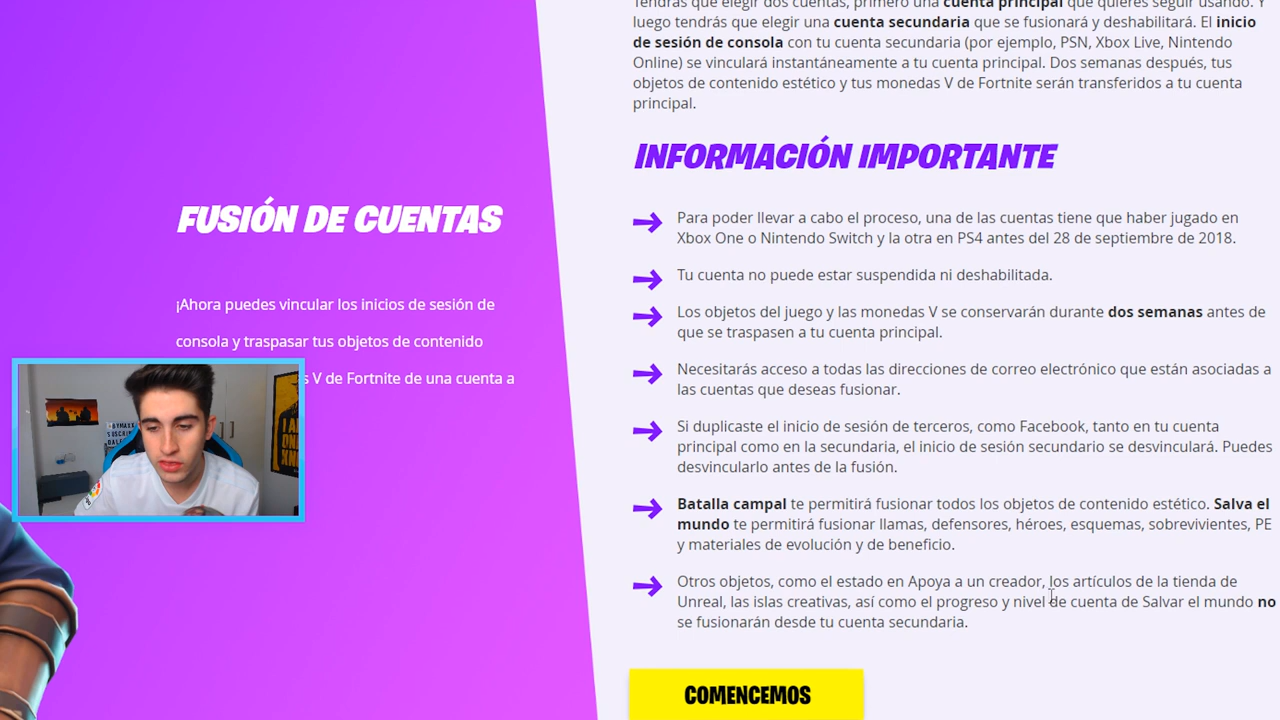 Tendrás que elegir dos cuentas, primero una cuenta principal que quieres seguir usando. Y
luego tendrás que elegir una cuenta secundaria que se fusionará y deshabilitará. El inicio
de sesión de consola con tu cuenta secundaria (por ejemplo, PSN, Xbox Live, Nintendo
Online) se vinculará instantáneamente a tu cuenta principal. Dos semanas después, tus
objetos de contenido estético y tus monedas V de Fortnite serán transferidos a tu cuenta
principal.
FUSIÓN DE CUENTAS
¡Ahora puedes vincular los inicios de sesión de
consola y traspasar tus objetos de contenido
V de Fortnite de una cuenta a
INFORMACIÓN IMPORTANTE
Para poder llevar a cabo el proceso, una de las cuentas tiene que haber jugado en
Xbox One o Nintendo Switch y la otra en PS4 antes del 28 de septiembre de 2018.
Tu cuenta no puede estar suspendida ni deshabilitada.
Los objetos del juego y las monedas V se conservarán durante dos semanas antes de
que se traspasen a tu cuenta principal.
Necesitarás acceso a todas las direcciones de correo electrónico que están asociadas a
las cuentas que deseas fusionar.
Si duplicaste el inicio de sesión de terceros, como Facebook, tanto en tu cuenta
principal como en la secundaria, el inicio de sesión secundario se desvinculará. Puedes
desvincularlo antes de la fusión.
Batalla campal te permitirá fusionar todos los objetos de contenido estético. Salva el
mundo te permitirá fusionar llamas, defensores, héroes, esquemas, sobrevivientes, PE
y materiales de evolución y de beneficio.
Otros objetos, como el estado en Apoya a un creador, los artículos de la tienda de
Unreal, las islas creativas, así como el progreso y nivel de cuenta de Salvar el mundo no
se fusionarán desde tu cuenta secundaria.
COMENCEMOS